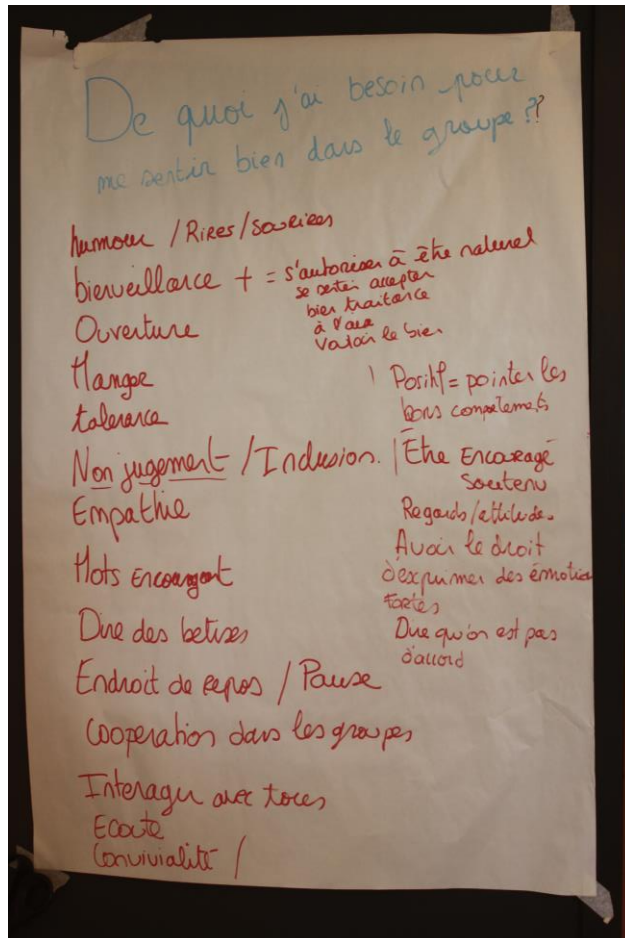 De quoi j'ai besoin pour
me sentir bien dans le groupe ??
humour / Rires / Sourires
bienveillance + = s'autoriser à être naturel
se sentir accepter
bien traitance
à l'aise
Valoir le bien
Ouverture
Manger
tolerance
Non jugement / Inclusion.
Empathie
Mots encourageant
Dire des betises
Endroit de repos / Pause
Cooperation dans les groupes
Interagir avec tous
Ecoute
Convivialité /
Positif = pointer les
bons comportements
Être Encouragé
Soutenu
Regards / attitudes
Avoir le droit
d'exprimer des émotions
fortes
Dire qu'on est pas
d'accord